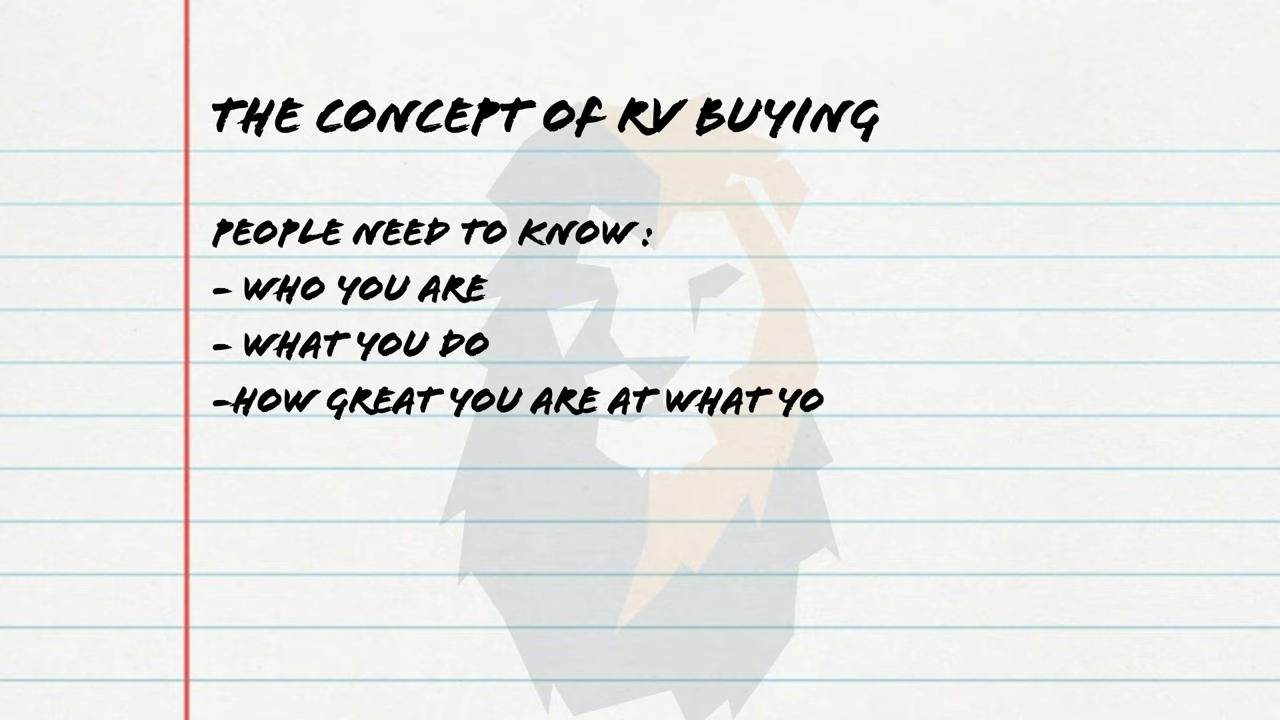 THE CONCEPT OF RV BUYING
PEOPLE NEED TO KNOW:
- WHO YOU ARE
- WHAT YOU DO
-HOW GREAT YOU ARE AT WHAT YO